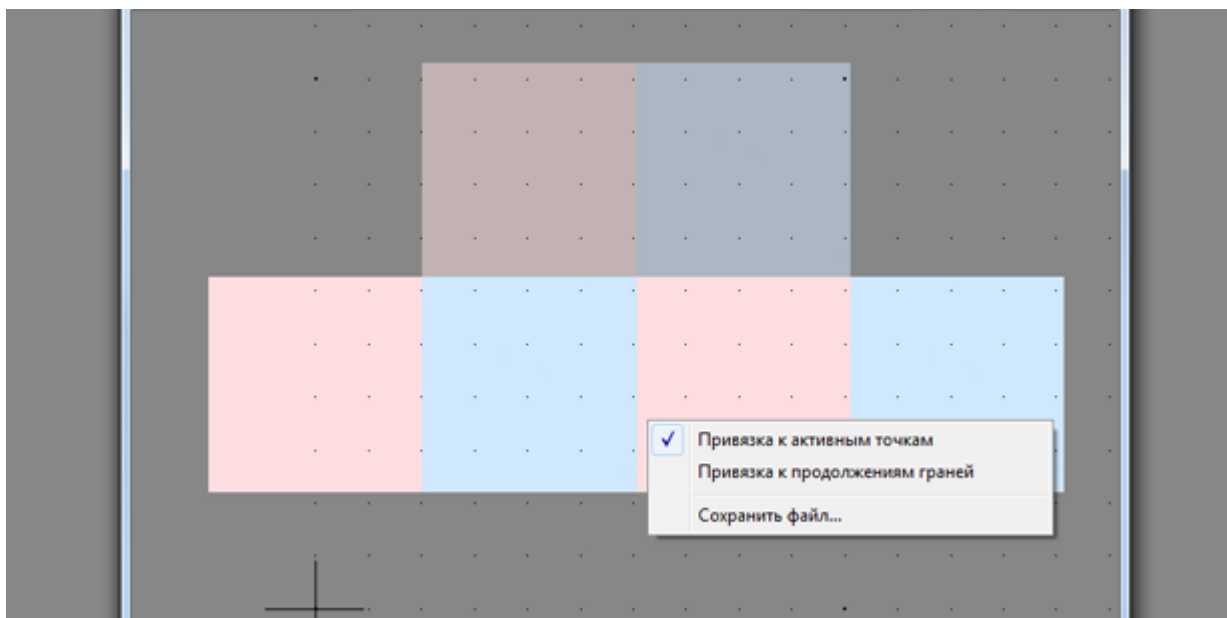 Привязка к активным точкам
Привязка к продолжениям граней
Сохранить файл...